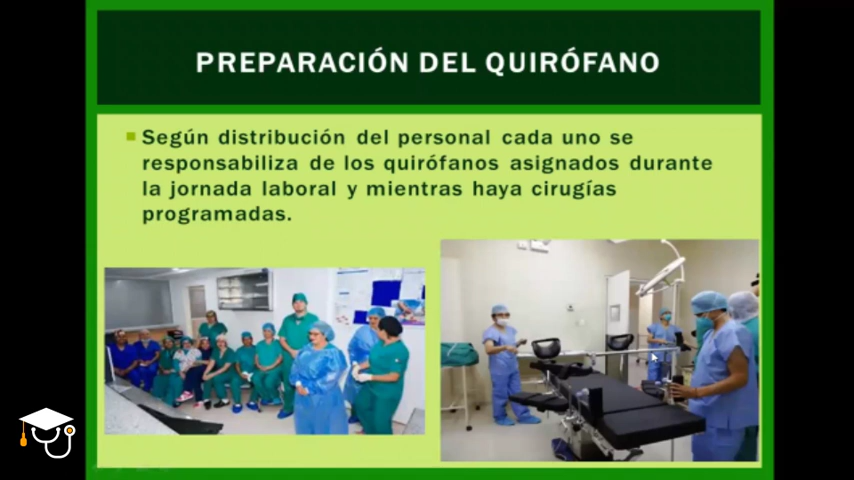 PREPARACIÓN DEL QUIRÓFANO
Según distribución del personal cada uno se
responsabiliza de los quirófanos asignados durante
la jornada laboral y mientras haya cirugías
programadas.